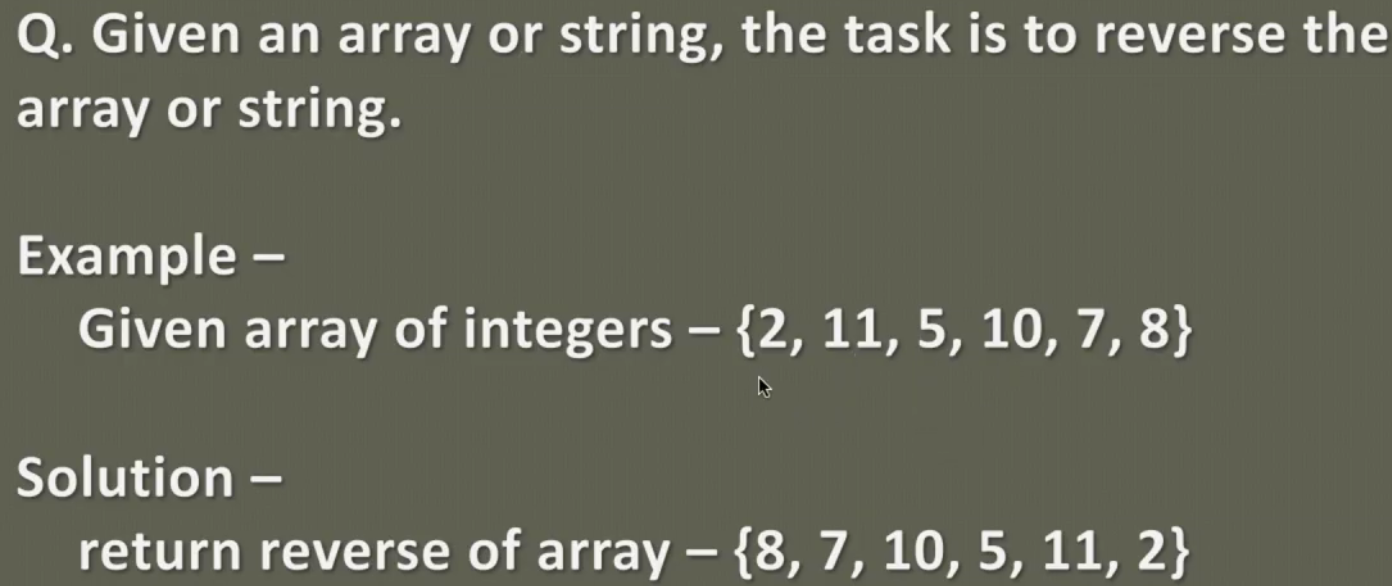 Q. Given an array or string, the task is to reverse the
array or string.
Example –
Given array of integers – {2, 11, 5, 10, 7, 8}
Solution –
return reverse of array – {8, 7, 10, 5, 11, 2}